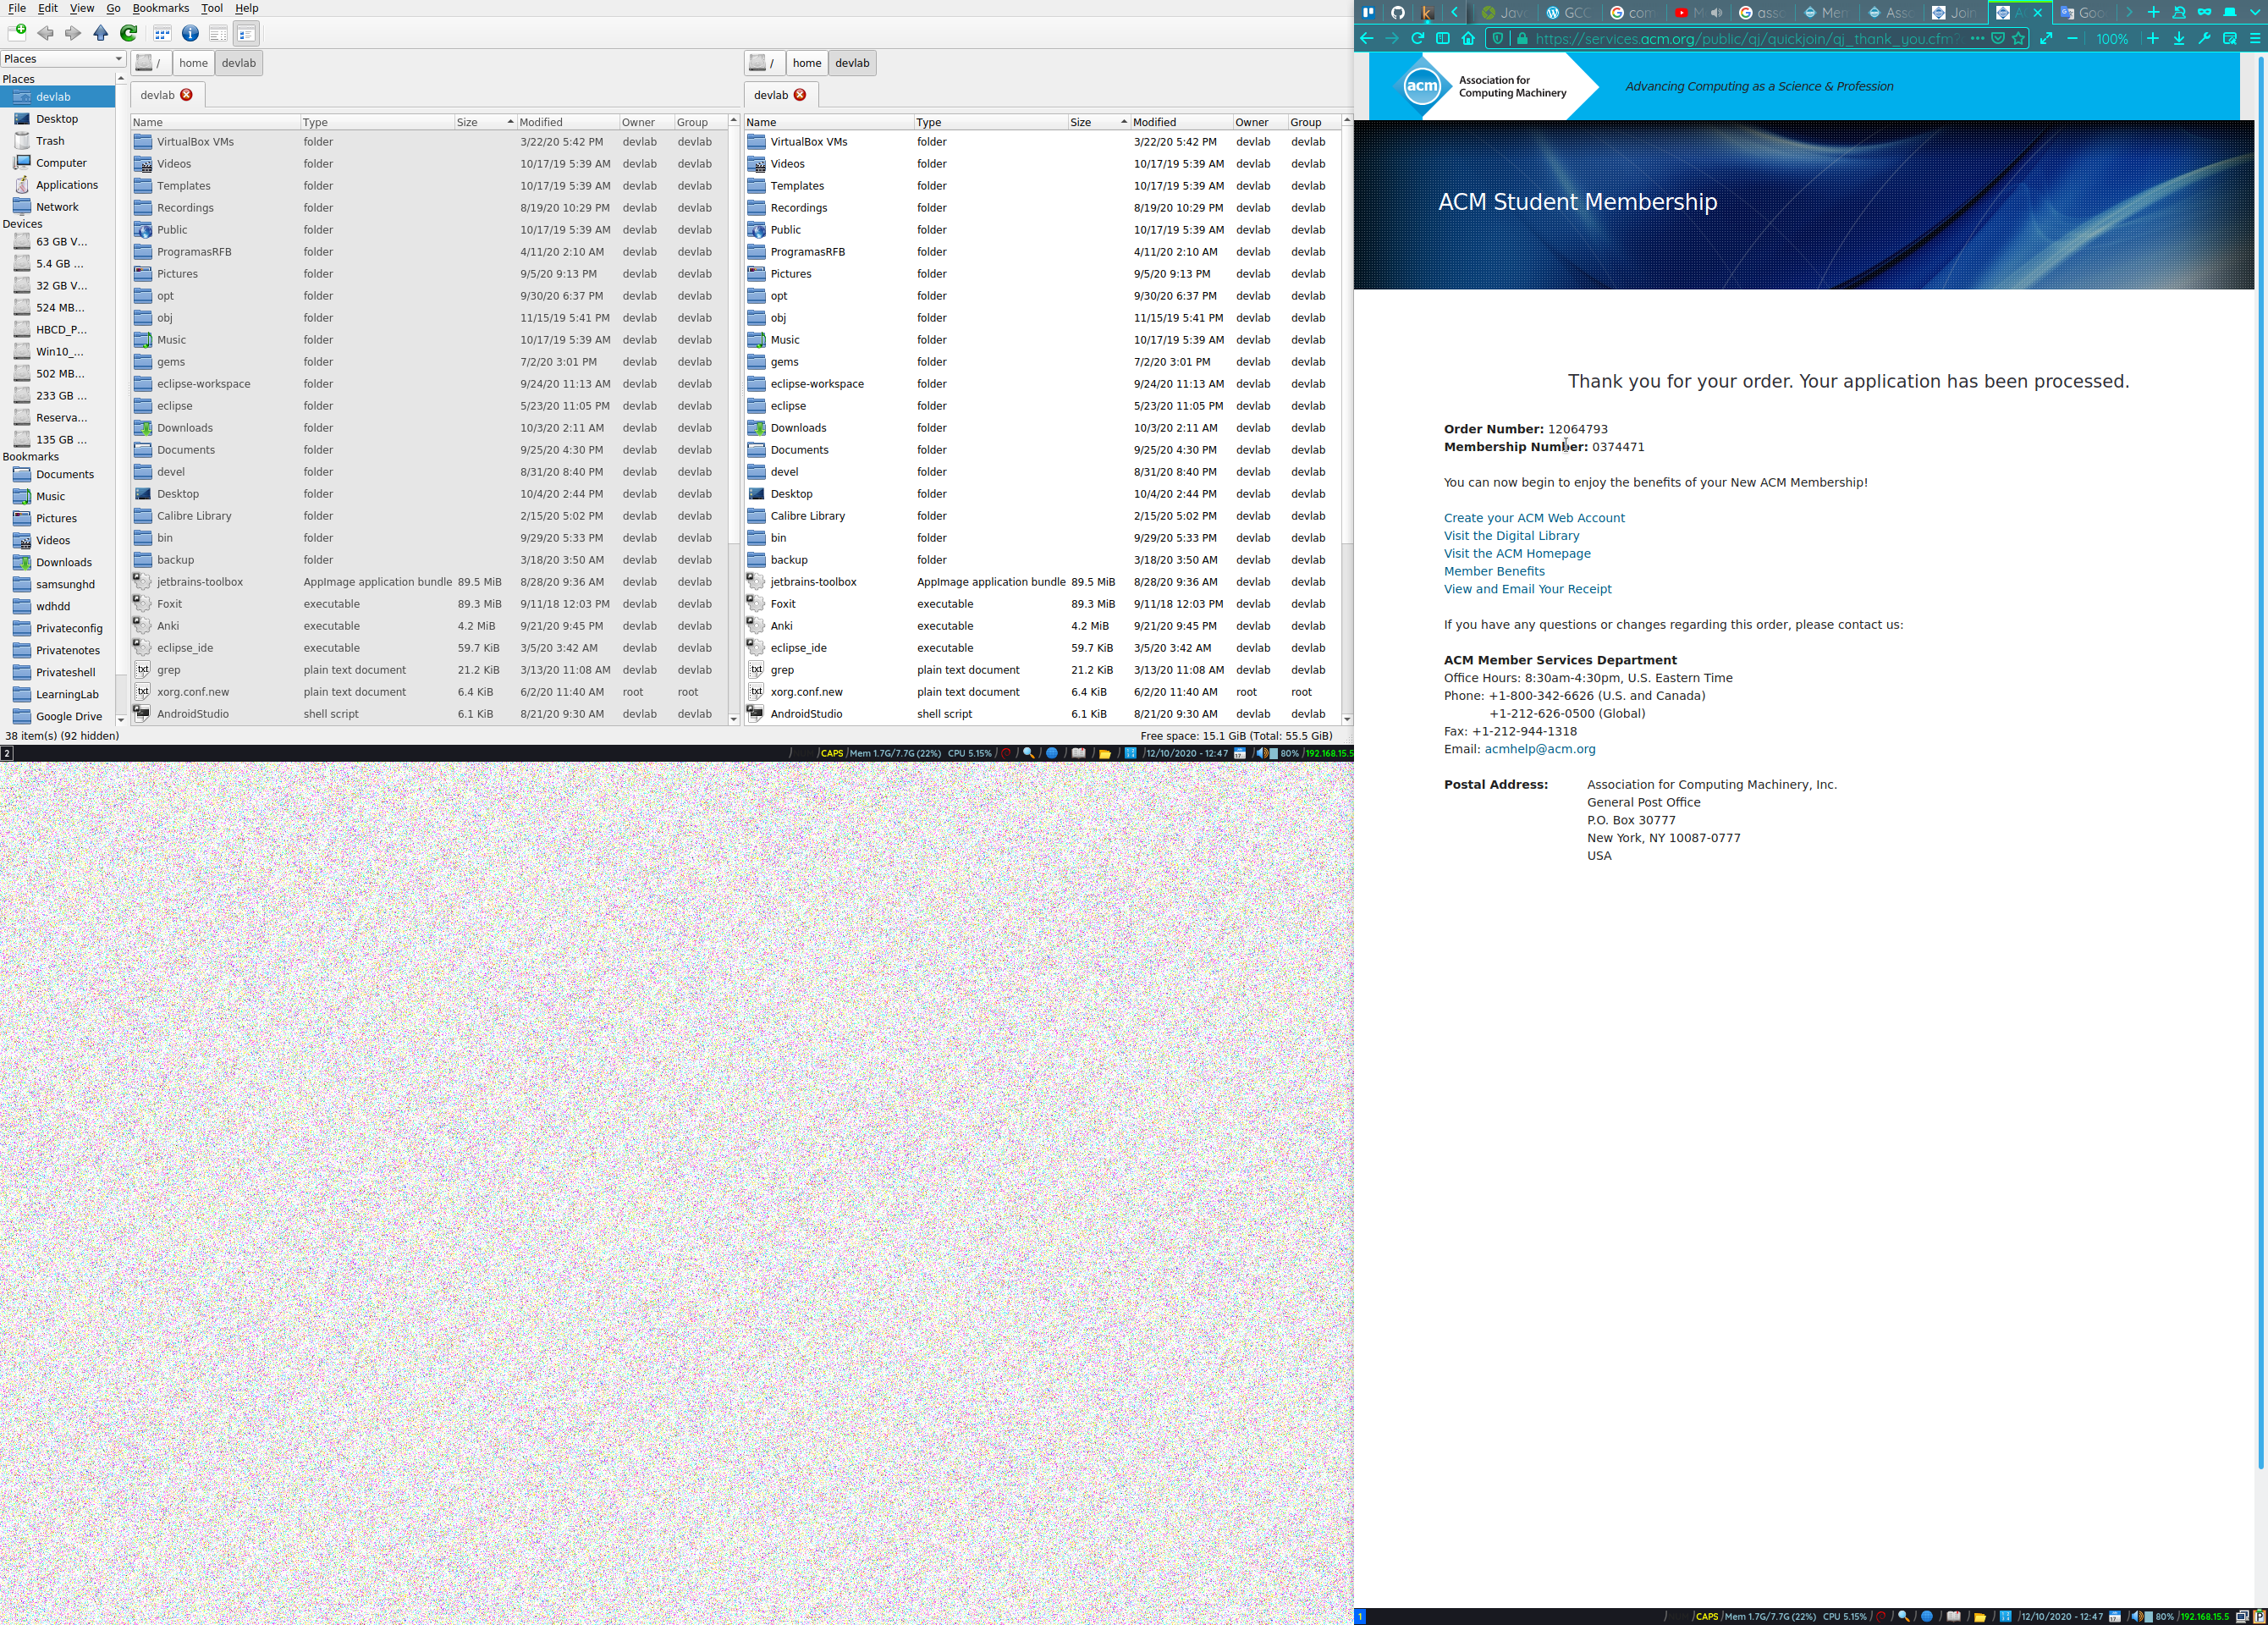 File Edit View Go Bookmarks Tool Help
Places
/ home devlab
/ home devlab
Places
devlab
Desktop
Trash
Computer
Applications
Network
Devices
63 GB V...
5.4 GB ...
32 GB V...
524 MB...
HBCD_P...
Win10_...
502 MB...
233 GB ...
Reserva...
135 GB ...
Bookmarks
Documents
Music
Pictures
Videos
Downloads
samsunghd
wdhdd
Privateconfig
Privatenotes
Privateshell
LearningLab
Google Drive
devlab
Name Type Size Modified Owner Group
VirtualBox VMs folder 3/22/20 5:42 PM devlab devlab
Videos folder 10/17/19 5:39 AM devlab devlab
Templates folder 10/17/19 5:39 AM devlab devlab
Recordings folder 8/19/20 10:29 PM devlab devlab
Public folder 10/17/19 5:39 AM devlab devlab
ProgramasRFB folder 4/11/20 2:10 AM devlab devlab
Pictures folder 9/5/20 9:13 PM devlab devlab
opt folder 9/30/20 6:37 PM devlab devlab
obj folder 11/15/19 5:41 PM devlab devlab
Music folder 10/17/19 5:39 AM devlab devlab
gems folder 7/2/20 3:01 PM devlab devlab
eclipse-workspace folder 9/24/20 11:13 AM devlab devlab
eclipse folder 5/23/20 11:05 PM devlab devlab
Downloads folder 10/3/20 2:11 AM devlab devlab
Documents folder 9/25/20 4:30 PM devlab devlab
devel folder 8/31/20 8:40 PM devlab devlab
Desktop folder 10/4/20 2:44 PM devlab devlab
Calibre Library folder 2/15/20 5:02 PM devlab devlab
bin folder 9/29/20 5:33 PM devlab devlab
backup folder 3/18/20 3:50 AM devlab devlab
jetbrains-toolbox AppImage application bundle 89.5 MiB 8/28/20 9:36 AM devlab devlab
Foxit executable 89.3 MiB 9/11/18 12:03 PM devlab devlab
Anki executable 4.2 MiB 9/21/20 9:45 PM devlab devlab
eclipse_ide executable 59.7 KiB 3/5/20 3:42 AM devlab devlab
grep plain text document 21.2 KiB 3/13/20 11:08 AM devlab devlab
xorg.conf.new plain text document 6.4 KiB 6/2/20 11:40 AM root root
AndroidStudio shell script 6.1 KiB 8/21/20 9:30 AM devlab devlab
devlab
Name Type Size Modified Owner Group
VirtualBox VMs folder 3/22/20 5:42 PM devlab devlab
Videos folder 10/17/19 5:39 AM devlab devlab
Templates folder 10/17/19 5:39 AM devlab devlab
Recordings folder 8/19/20 10:29 PM devlab devlab
Public folder 10/17/19 5:39 AM devlab devlab
ProgramasRFB folder 4/11/20 2:10 AM devlab devlab
Pictures folder 9/5/20 9:13 PM devlab devlab
opt folder 9/30/20 6:37 PM devlab devlab
obj folder 11/15/19 5:41 PM devlab devlab
Music folder 10/17/19 5:39 AM devlab devlab
gems folder 7/2/20 3:01 PM devlab devlab
eclipse-workspace folder 9/24/20 11:13 AM devlab devlab
eclipse folder 5/23/20 11:05 PM devlab devlab
Downloads folder 10/3/20 2:11 AM devlab devlab
Documents folder 9/25/20 4:30 PM devlab devlab
devel folder 8/31/20 8:40 PM devlab devlab
Desktop folder 10/4/20 2:44 PM devlab devlab
Calibre Library folder 2/15/20 5:02 PM devlab devlab
bin folder 9/29/20 5:33 PM devlab devlab
backup folder 3/18/20 3:50 AM devlab devlab
jetbrains-toolbox AppImage application bundle 89.5 MiB 8/28/20 9:36 AM devlab devlab
Foxit executable 89.3 MiB 9/11/18 12:03 PM devlab devlab
Anki executable 4.2 MiB 9/21/20 9:45 PM devlab devlab
eclipse_ide executable 59.7 KiB 3/5/20 3:42 AM devlab devlab
grep plain text document 21.2 KiB 3/13/20 11:08 AM devlab devlab
xorg.conf.new plain text document 6.4 KiB 6/2/20 11:40 AM root root
AndroidStudio shell script 6.1 KiB 8/21/20 9:30 AM devlab devlab
38 item(s) (92 hidden) Free space: 15.1 GiB (Total: 55.5 GiB)
2 CAPS /Mem 1.7G/7.7G (22%) CPU 5.15% /12/10/2020 - 12:47 80% /192.168.15.5
Java GCC com M asso Mem Asso Join A Goo
https://services.acm.org/public/qj/quickjoin/qj_thank_you.cfm? 100%
acm Association for
Computing Machinery
Advancing Computing as a Science & Profession
ACM Student Membership
Thank you for your order. Your application has been processed.
Order Number: 12064793
Membership Number: 0374471
You can now begin to enjoy the benefits of your New ACM Membership!
Create your ACM Web Account
Visit the Digital Library
Visit the ACM Homepage
Member Benefits
View and Email Your Receipt
If you have any questions or changes regarding this order, please contact us:
ACM Member Services Department
Office Hours: 8:30am-4:30pm, U.S. Eastern Time
Phone: +1-800-342-6626 (U.S. and Canada)
+1-212-626-0500 (Global)
Fax: +1-212-944-1318
Email: acmhelp@acm.org
Postal Address: Association for Computing Machinery, Inc.
General Post Office
P.O. Box 30777
New York, NY 10087-0777
USA
1 CAPS /Mem 1.7G/7.7G (22%) CPU 5.15% /12/10/2020 - 12:47 80% /192.168.15.5